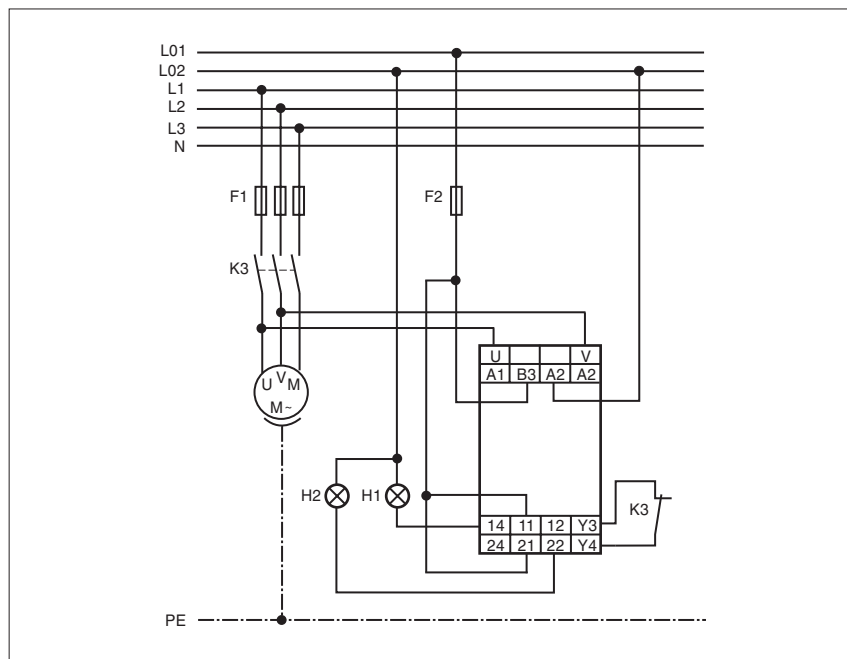 L01
L02
L1
L2
L3
N
F1
F2
K3
U V
A1 B3 A2 A2
U V M
M~
H2
H1
K3
14 11 12 Y3
24 21 22 Y4
PE